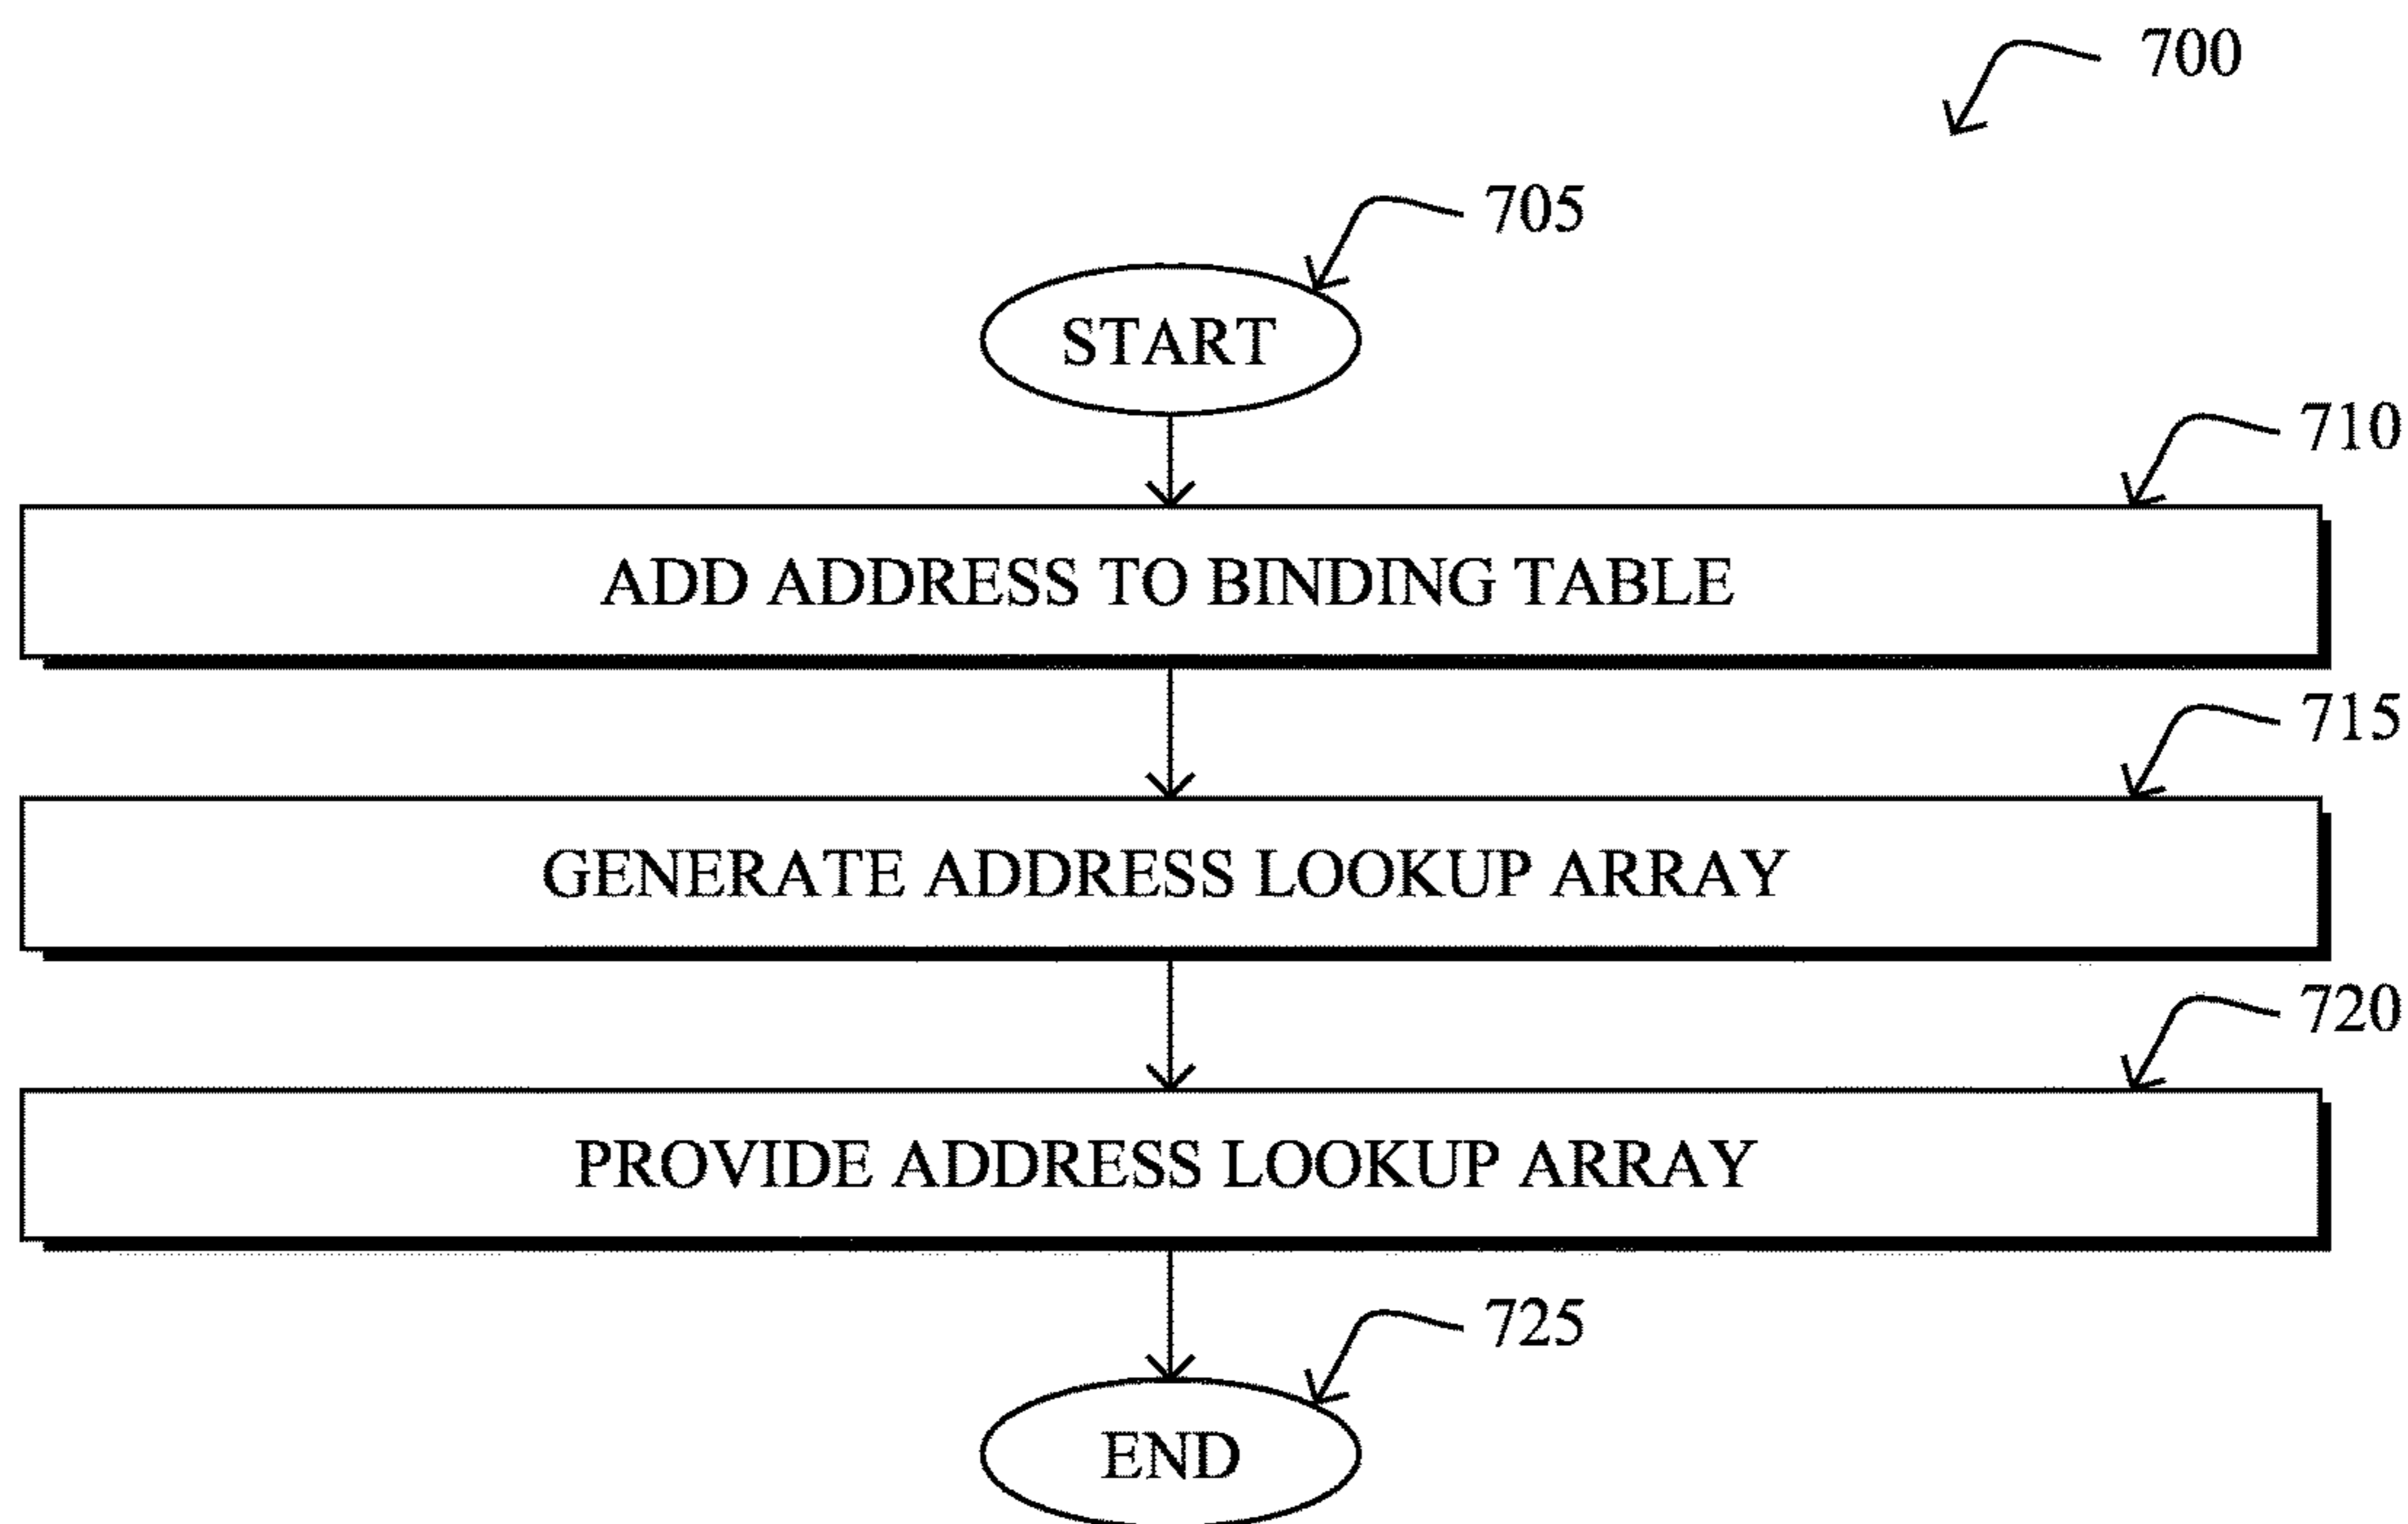 700
705
START
710
ADD ADDRESS TO BINDING TABLE
715
GENERATE ADDRESS LOOKUP ARRAY
720
PROVIDE ADDRESS LOOKUP ARRAY
725
END